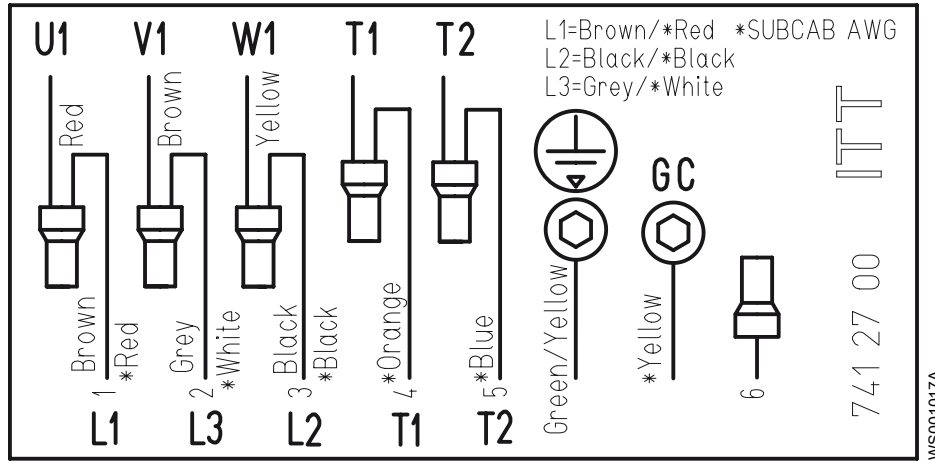 U1 V1 W1 T1 T2
L1=Brown/*Red *SUBCAB AWG
L2=Black/*Black
L3=Grey/*White
Red
Brown
Yellow
GC
ITT
Brown
*Red
Grey
*White
Black
*Black
*Orange
*Blue
Green/Yellow
*Yellow
1 2 3 4 5 6
L1 L3 L2 T1 T2
741 27 00
WS001017A